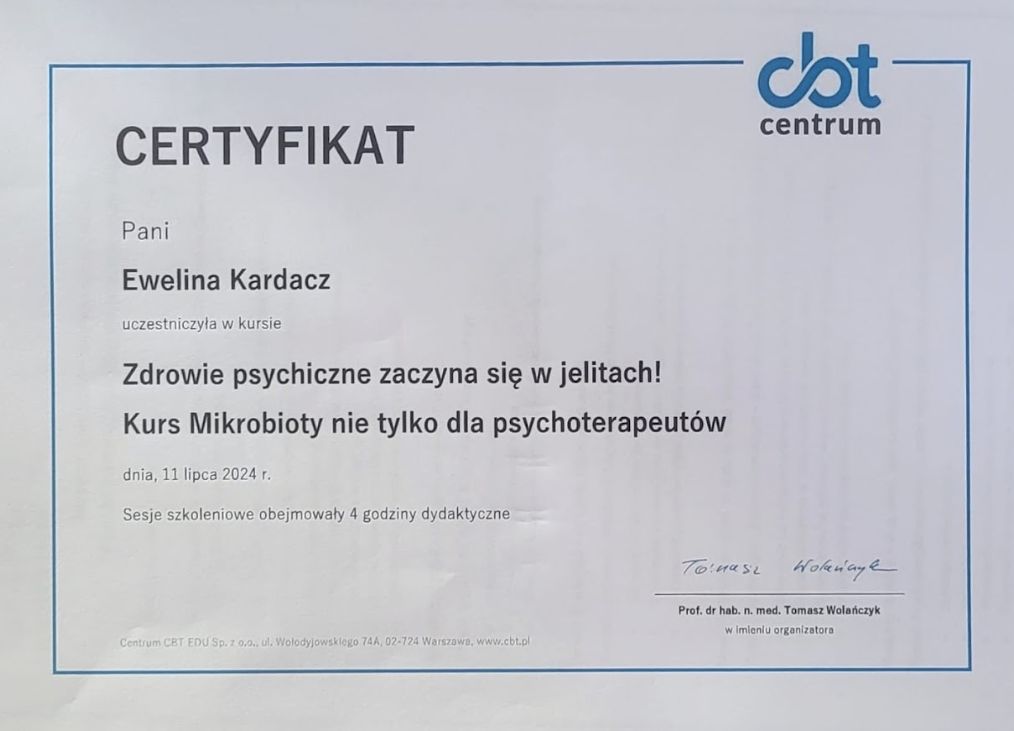 cbt
centrum
CERTYFIKAT
Pani
Ewelina Kardacz
uczestniczyła w kursie
Zdrowie psychiczne zaczyna się w jelitach!
Kurs Mikrobioty nie tylko dla psychoterapeutów
dnia, 11 lipca 2024 r.
Sesje szkoleniowe obejmowały 4 godziny dydaktyczne
Tomasz Wolańczyk
Prof. dr hab. n. med. Tomasz Wolańczyk
w imieniu organizatora
Centrum CBT EDU Sp. z o.o., ul. Wołodyjowskiego 74A, 02-724 Warszawa, www.cbt.pl